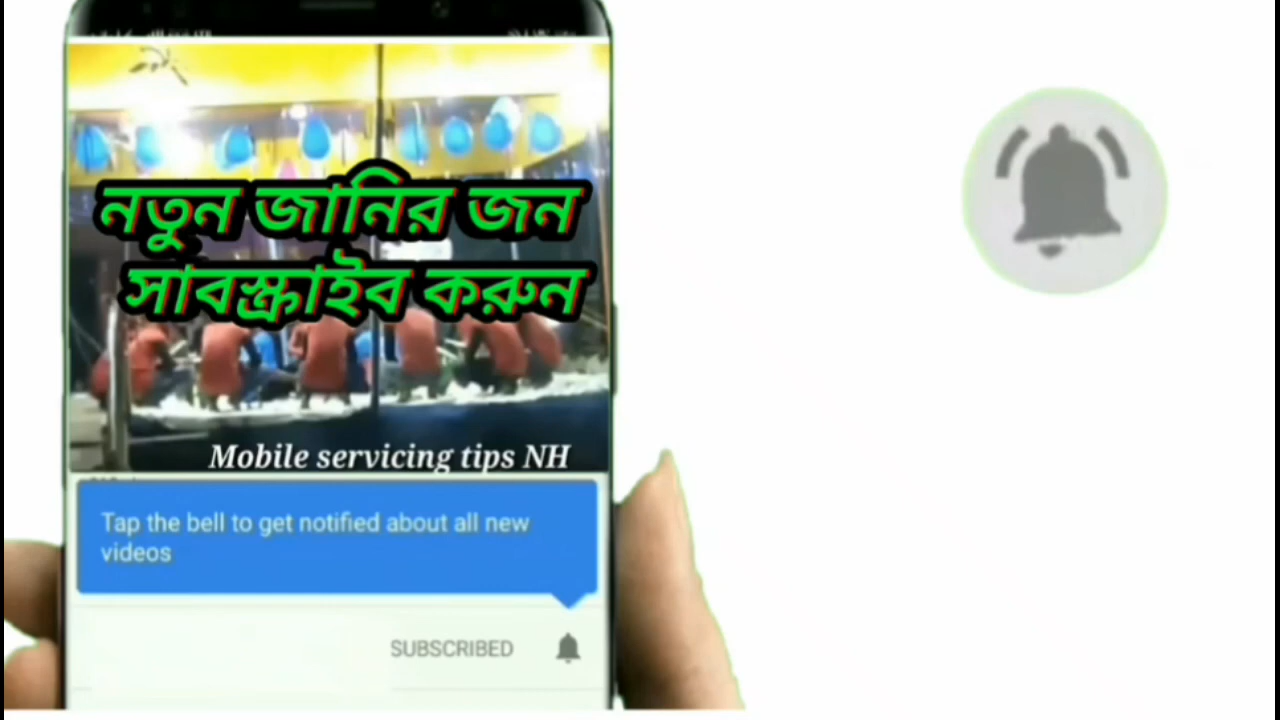 নতুন জানির জন
সাবস্ক্রাইব করুন
Mobile servicing tips NH
Tap the bell to get notified about all new
videos
SUBSCRIBED